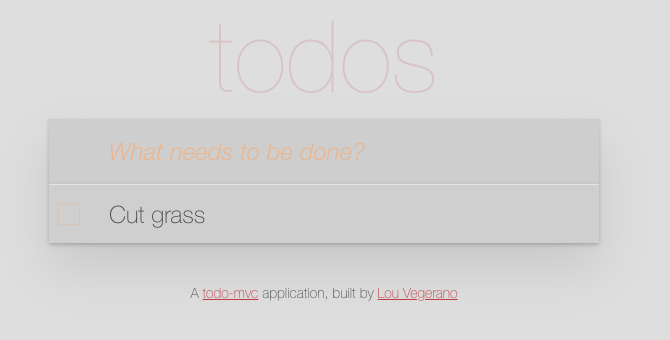 todos
What needs to be done?
Cut grass
A todo-mvc application, built by Lou Vegerano